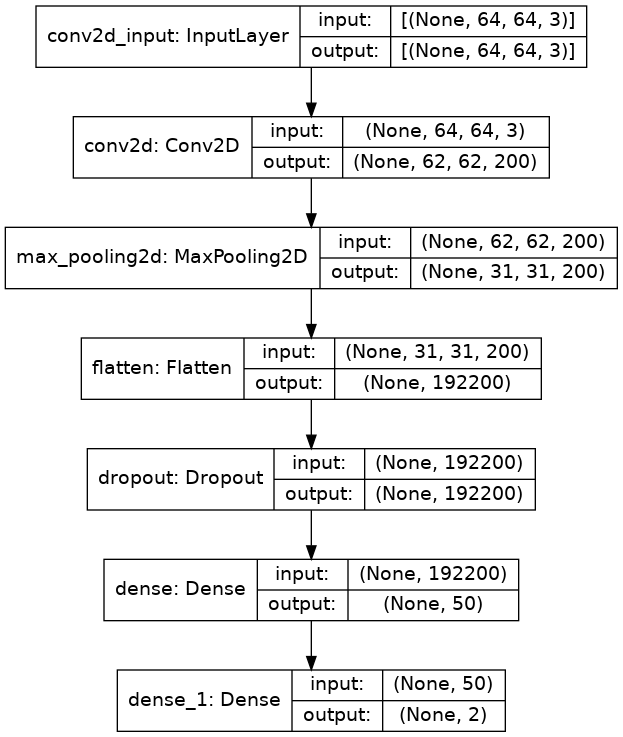 conv2d_input: InputLayer
input: [(None, 64, 64, 3)]
output: [(None, 64, 64, 3)]
conv2d: Conv2D
input: (None, 64, 64, 3)
output: (None, 62, 62, 200)
max_pooling2d: MaxPooling2D
input: (None, 62, 62, 200)
output: (None, 31, 31, 200)
flatten: Flatten
input: (None, 31, 31, 200)
output: (None, 192200)
dropout: Dropout
input: (None, 192200)
output: (None, 192200)
dense: Dense
input: (None, 192200)
output: (None, 50)
dense_1: Dense
input: (None, 50)
output: (None, 2)